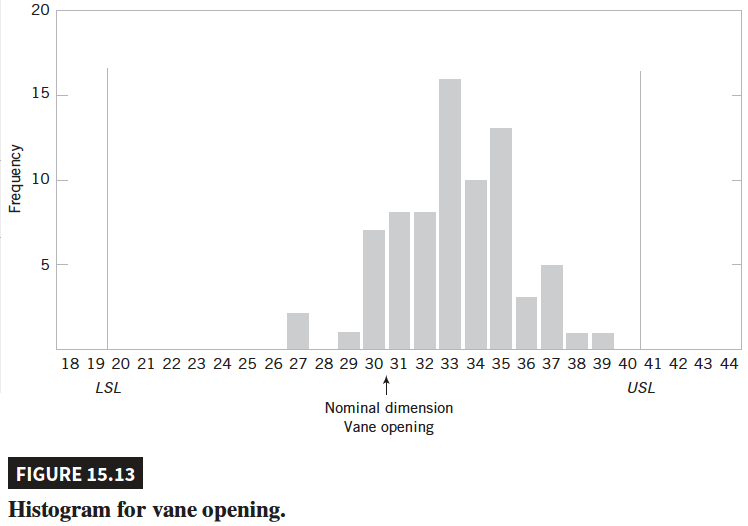 20
15
10
5
Frequency
18 19 20 21 22 23 24 25 26 27 28 29 30 31 32 33 34 35 36 37 38 39 40 41 42 43 44
LSL
USL
Nominal dimension
Vane opening
FIGURE 15.13
Histogram for vane opening.